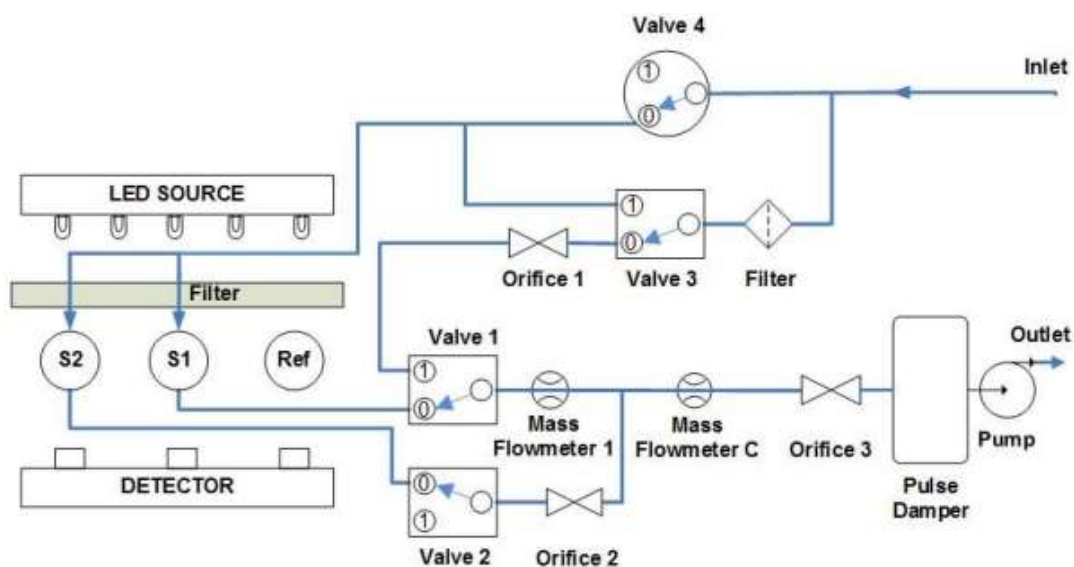 Valve 4
Inlet
1
0
LED SOURCE
1
0
Orifice 1
Valve 3
Filter
Filter
S2
S1
Ref
Valve 1
1
0
Mass
Flowmeter 1
Mass
Flowmeter C
Orifice 3
Outlet
Pump
Pulse
Damper
DETECTOR
0
1
Valve 2
Orifice 2